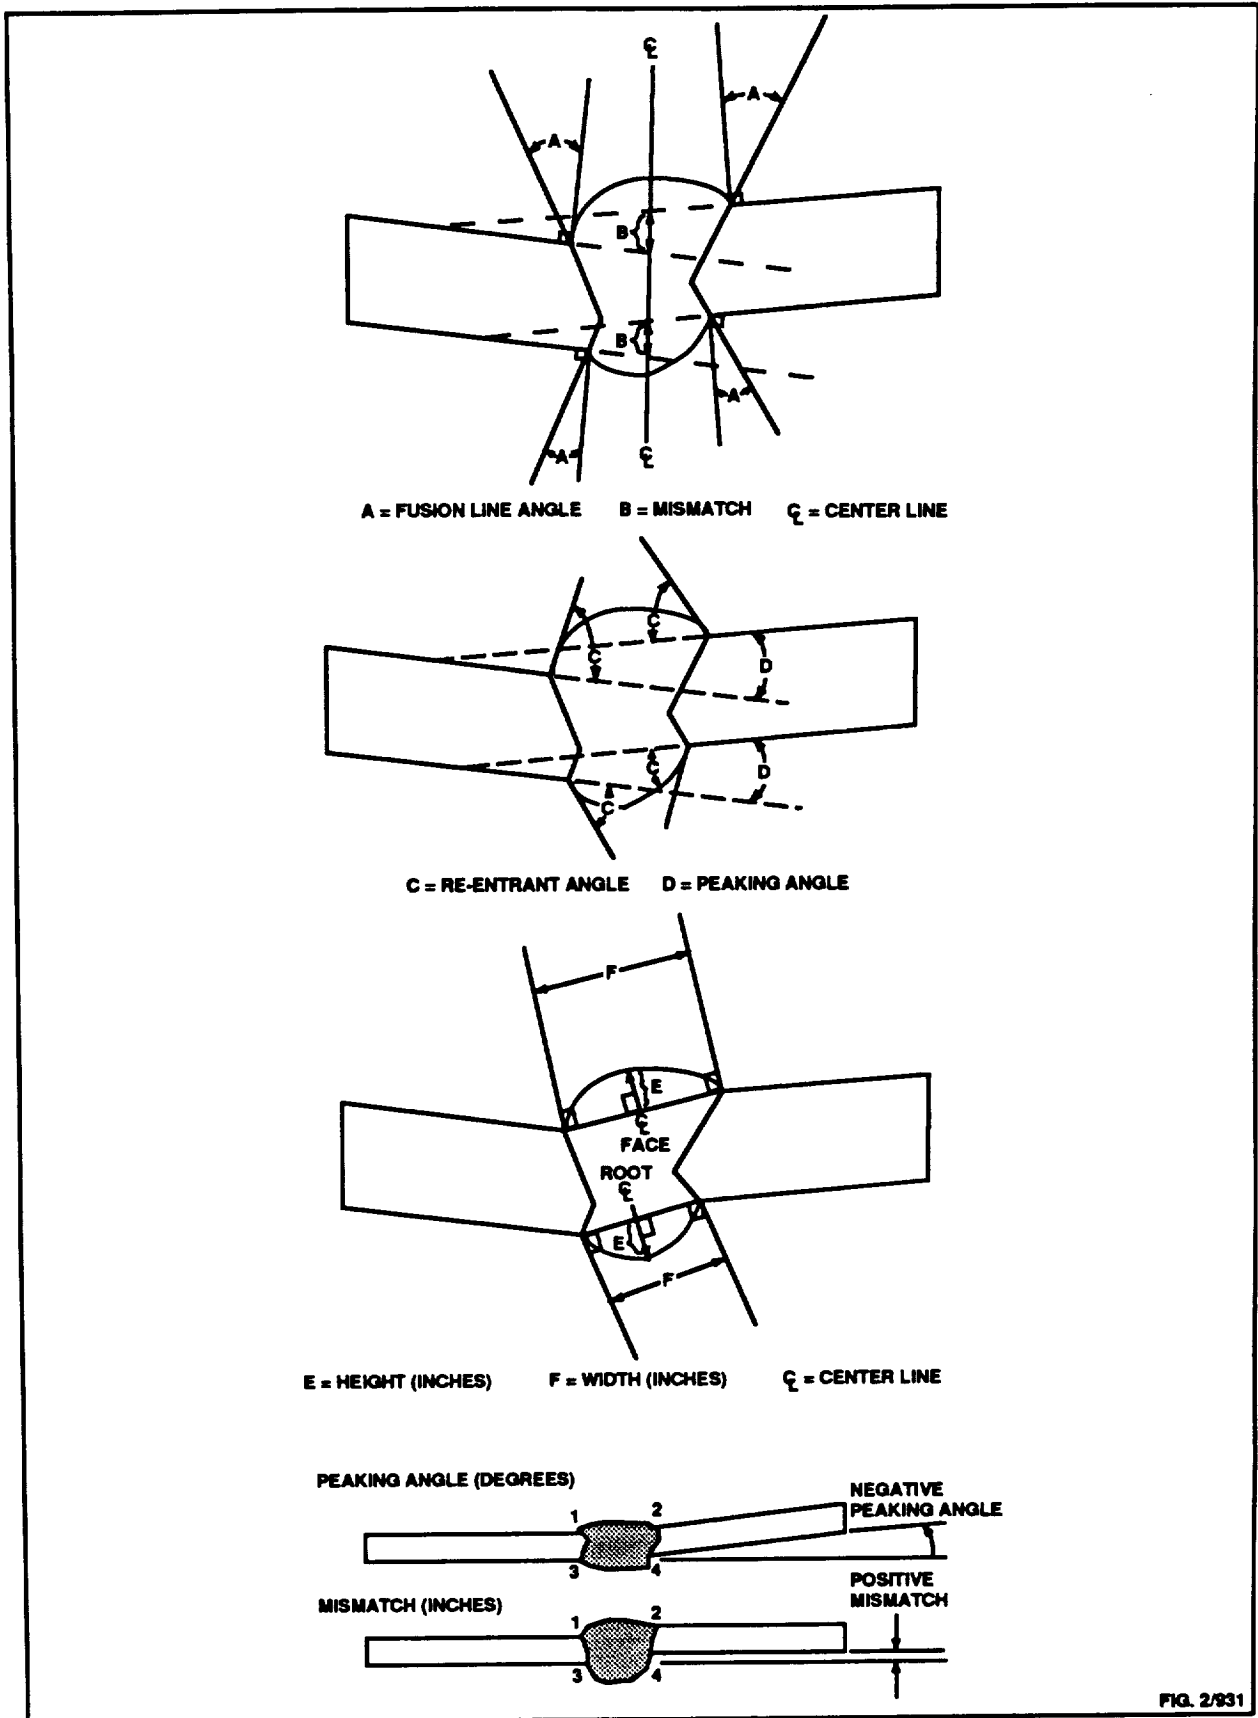 ℄
A
A
B
B
A
A
℄
A = FUSION LINE ANGLE B = MISMATCH ℄ = CENTER LINE
C
C
D
C
D
C
C = RE-ENTRANT ANGLE D = PEAKING ANGLE
F
E
℄
FACE
ROOT
℄
E
F
E = HEIGHT (INCHES) F = WIDTH (INCHES) ℄ = CENTER LINE
PEAKING ANGLE (DEGREES)
NEGATIVE
PEAKING ANGLE
1 2
3 4
POSITIVE
MISMATCH
MISMATCH (INCHES)
1 2
3 4
FIG. 2/931